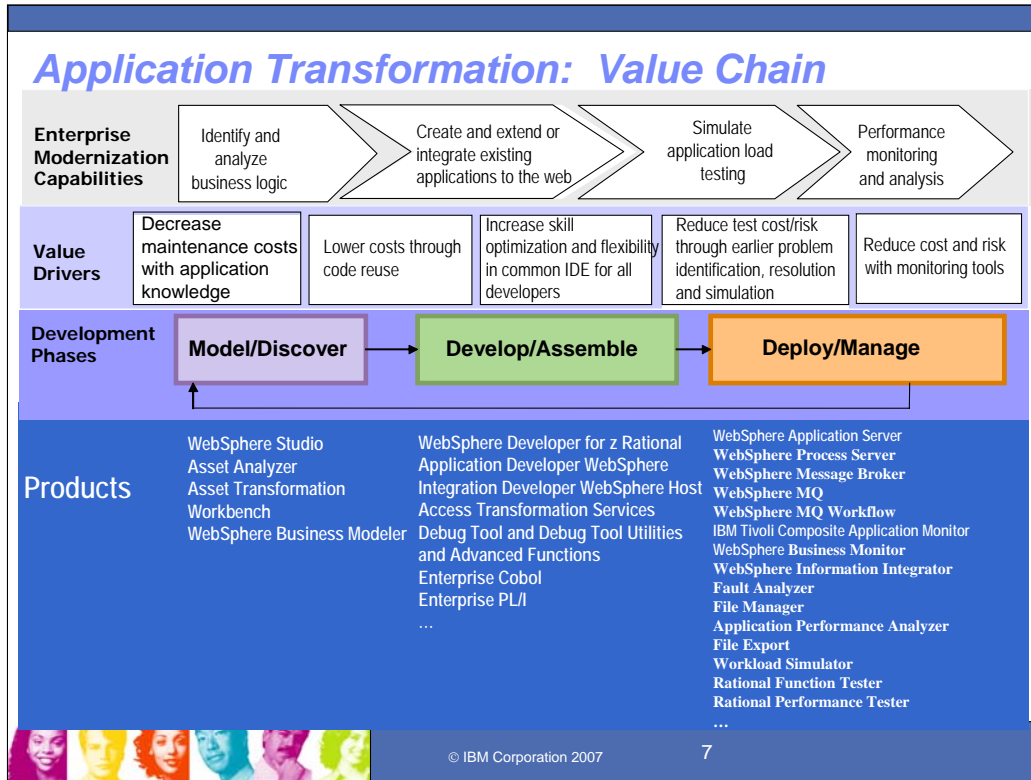 Application Transformation: Value Chain
Enterprise
Modernization
Capabilities
Identify and
analyze
business logic
Create and extend or
integrate existing
applications to the web
Simulate
application load
testing
Performance
monitoring
and analysis
Value
Drivers
Decrease
maintenance costs
with application
knowledge
Lower costs through
code reuse
Increase skill
optimization and flexibility
in common IDE for all
developers
Reduce test cost/risk
through earlier problem
identification, resolution
and simulation
Reduce cost and risk
with monitoring tools
Development
Phases
Model/Discover
Develop/Assemble
Deploy/Manage
Products
WebSphere Studio
Asset Analyzer
Asset Transformation
Workbench
WebSphere Business Modeler
WebSphere Developer for z Rational
Application Developer WebSphere
Integration Developer WebSphere Host
Access Transformation Services
Debug Tool and Debug Tool Utilities
and Advanced Functions
Enterprise Cobol
Enterprise PL/I
…
WebSphere Application Server
WebSphere Process Server
WebSphere Message Broker
WebSphere MQ
WebSphere MQ Workflow
IBM Tivoli Composite Application Monitor
WebSphere Business Monitor
WebSphere Information Integrator
Fault Analyzer
File Manager
Application Performance Analyzer
File Export
Workload Simulator
Rational Function Tester
Rational Performance Tester
…
© IBM Corporation 2007
7